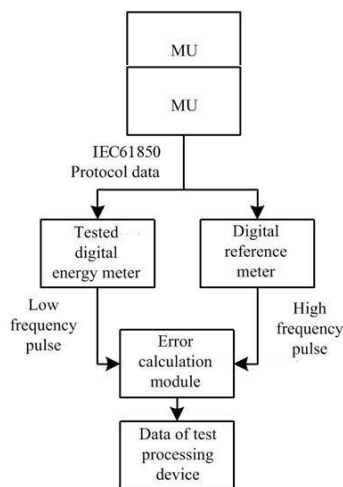 MU
MU
IEC61850
Protocol data
Tested
digital
energy meter
Digital
reference
meter
Low
frequency
pulse
High
frequency
pulse
Error
calculation
module
Data of test
processing
device